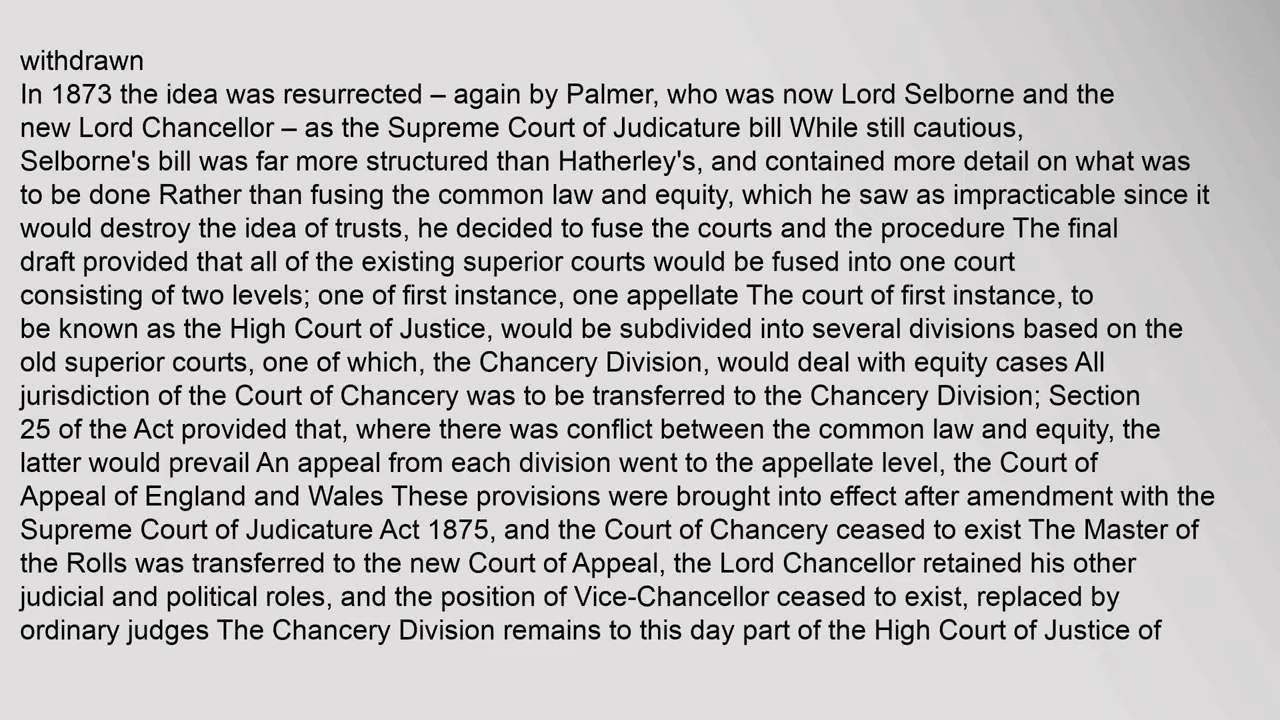 withdrawn
In 1873 the idea was resurrected – again by Palmer, who was now Lord Selborne and the
new Lord Chancellor – as the Supreme Court of Judicature bill While still cautious,
Selborne's bill was far more structured than Hatherley's, and contained more detail on what was
to be done Rather than fusing the common law and equity, which he saw as impracticable since it
would destroy the idea of trusts, he decided to fuse the courts and the procedure The final
draft provided that all of the existing superior courts would be fused into one court
consisting of two levels; one of first instance, one appellate The court of first instance, to
be known as the High Court of Justice, would be subdivided into several divisions based on the
old superior courts, one of which, the Chancery Division, would deal with equity cases All
jurisdiction of the Court of Chancery was to be transferred to the Chancery Division; Section
25 of the Act provided that, where there was conflict between the common law and equity, the
latter would prevail An appeal from each division went to the appellate level, the Court of
Appeal of England and Wales These provisions were brought into effect after amendment with the
Supreme Court of Judicature Act 1875, and the Court of Chancery ceased to exist The Master of
the Rolls was transferred to the new Court of Appeal, the Lord Chancellor retained his other
judicial and political roles, and the position of Vice-Chancellor ceased to exist, replaced by
ordinary judges The Chancery Division remains to this day part of the High Court of Justice of